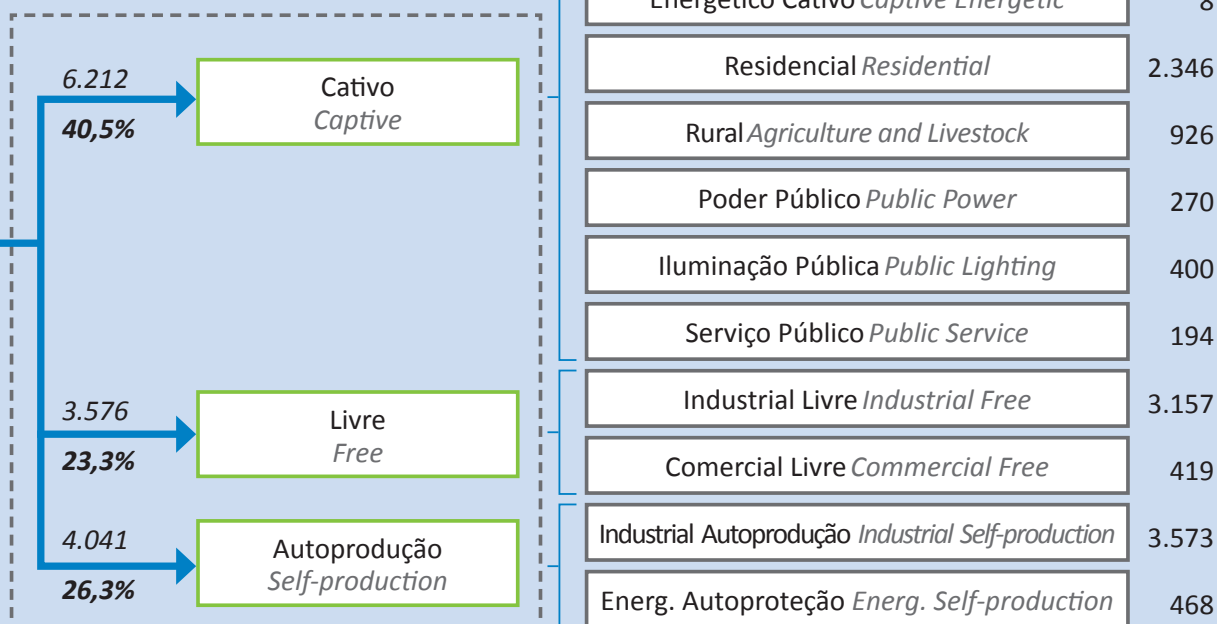 Energético Cativo Captive Energetic 8
6.212
40,5%
Cativo
Captive
Residencial Residential 2.346
Rural Agriculture and Livestock 926
Poder Público Public Power 270
Iluminação Pública Public Lighting 400
Serviço Público Public Service 194
3.576
23,3%
Livre
Free
Industrial Livre Industrial Free 3.157
Comercial Livre Commercial Free 419
4.041
26,3%
Autoprodução
Self-production
Industrial Autoprodução Industrial Self-production 3.573
Energ. Autoproteção Energ. Self-production 468